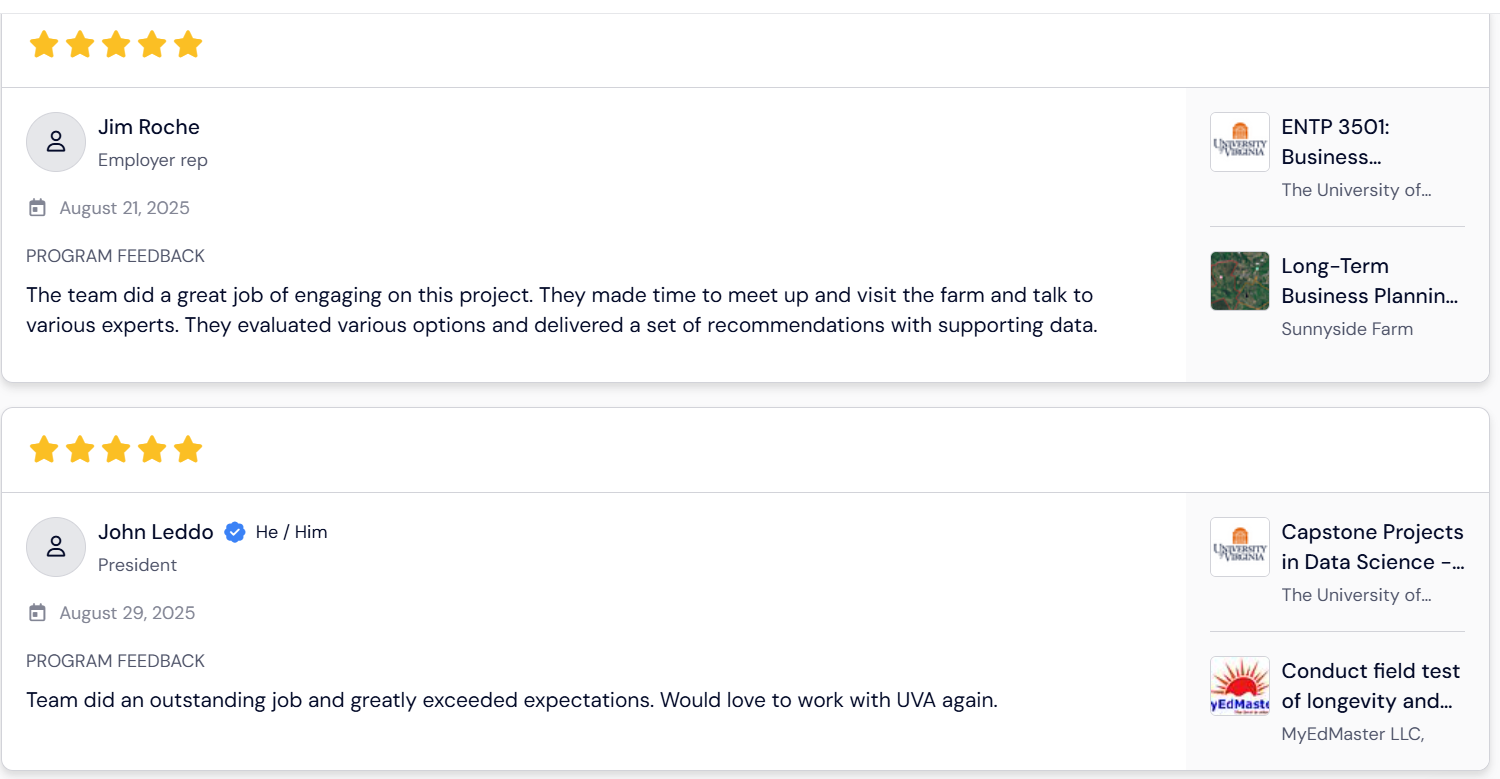 Jim Roche
Employer rep
August 21, 2025
PROGRAM FEEDBACK
The team did a great job of engaging on this project. They made time to meet up and visit the farm and talk to
various experts. They evaluated various options and delivered a set of recommendations with supporting data.
UNIVERSITY
of VIRGINIA
ENTP 3501:
Business...
The University of...
Long-Term
Business Plannin...
Sunnyside Farm
John Leddo He / Him
President
August 29, 2025
PROGRAM FEEDBACK
Team did an outstanding job and greatly exceeded expectations. Would love to work with UVA again.
UNIVERSITY
of VIRGINIA
Capstone Projects
in Data Science -...
The University of...
yEdMaste
Conduct field test
of longevity and...
MyEdMaster LLC,